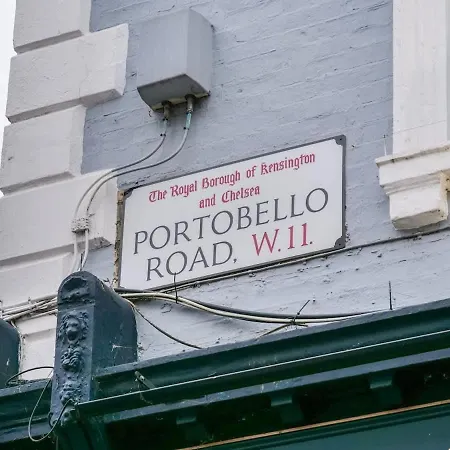 The Royal Borough of Kensington
and Chelsea
PORTOBELLO
ROAD, W.11.